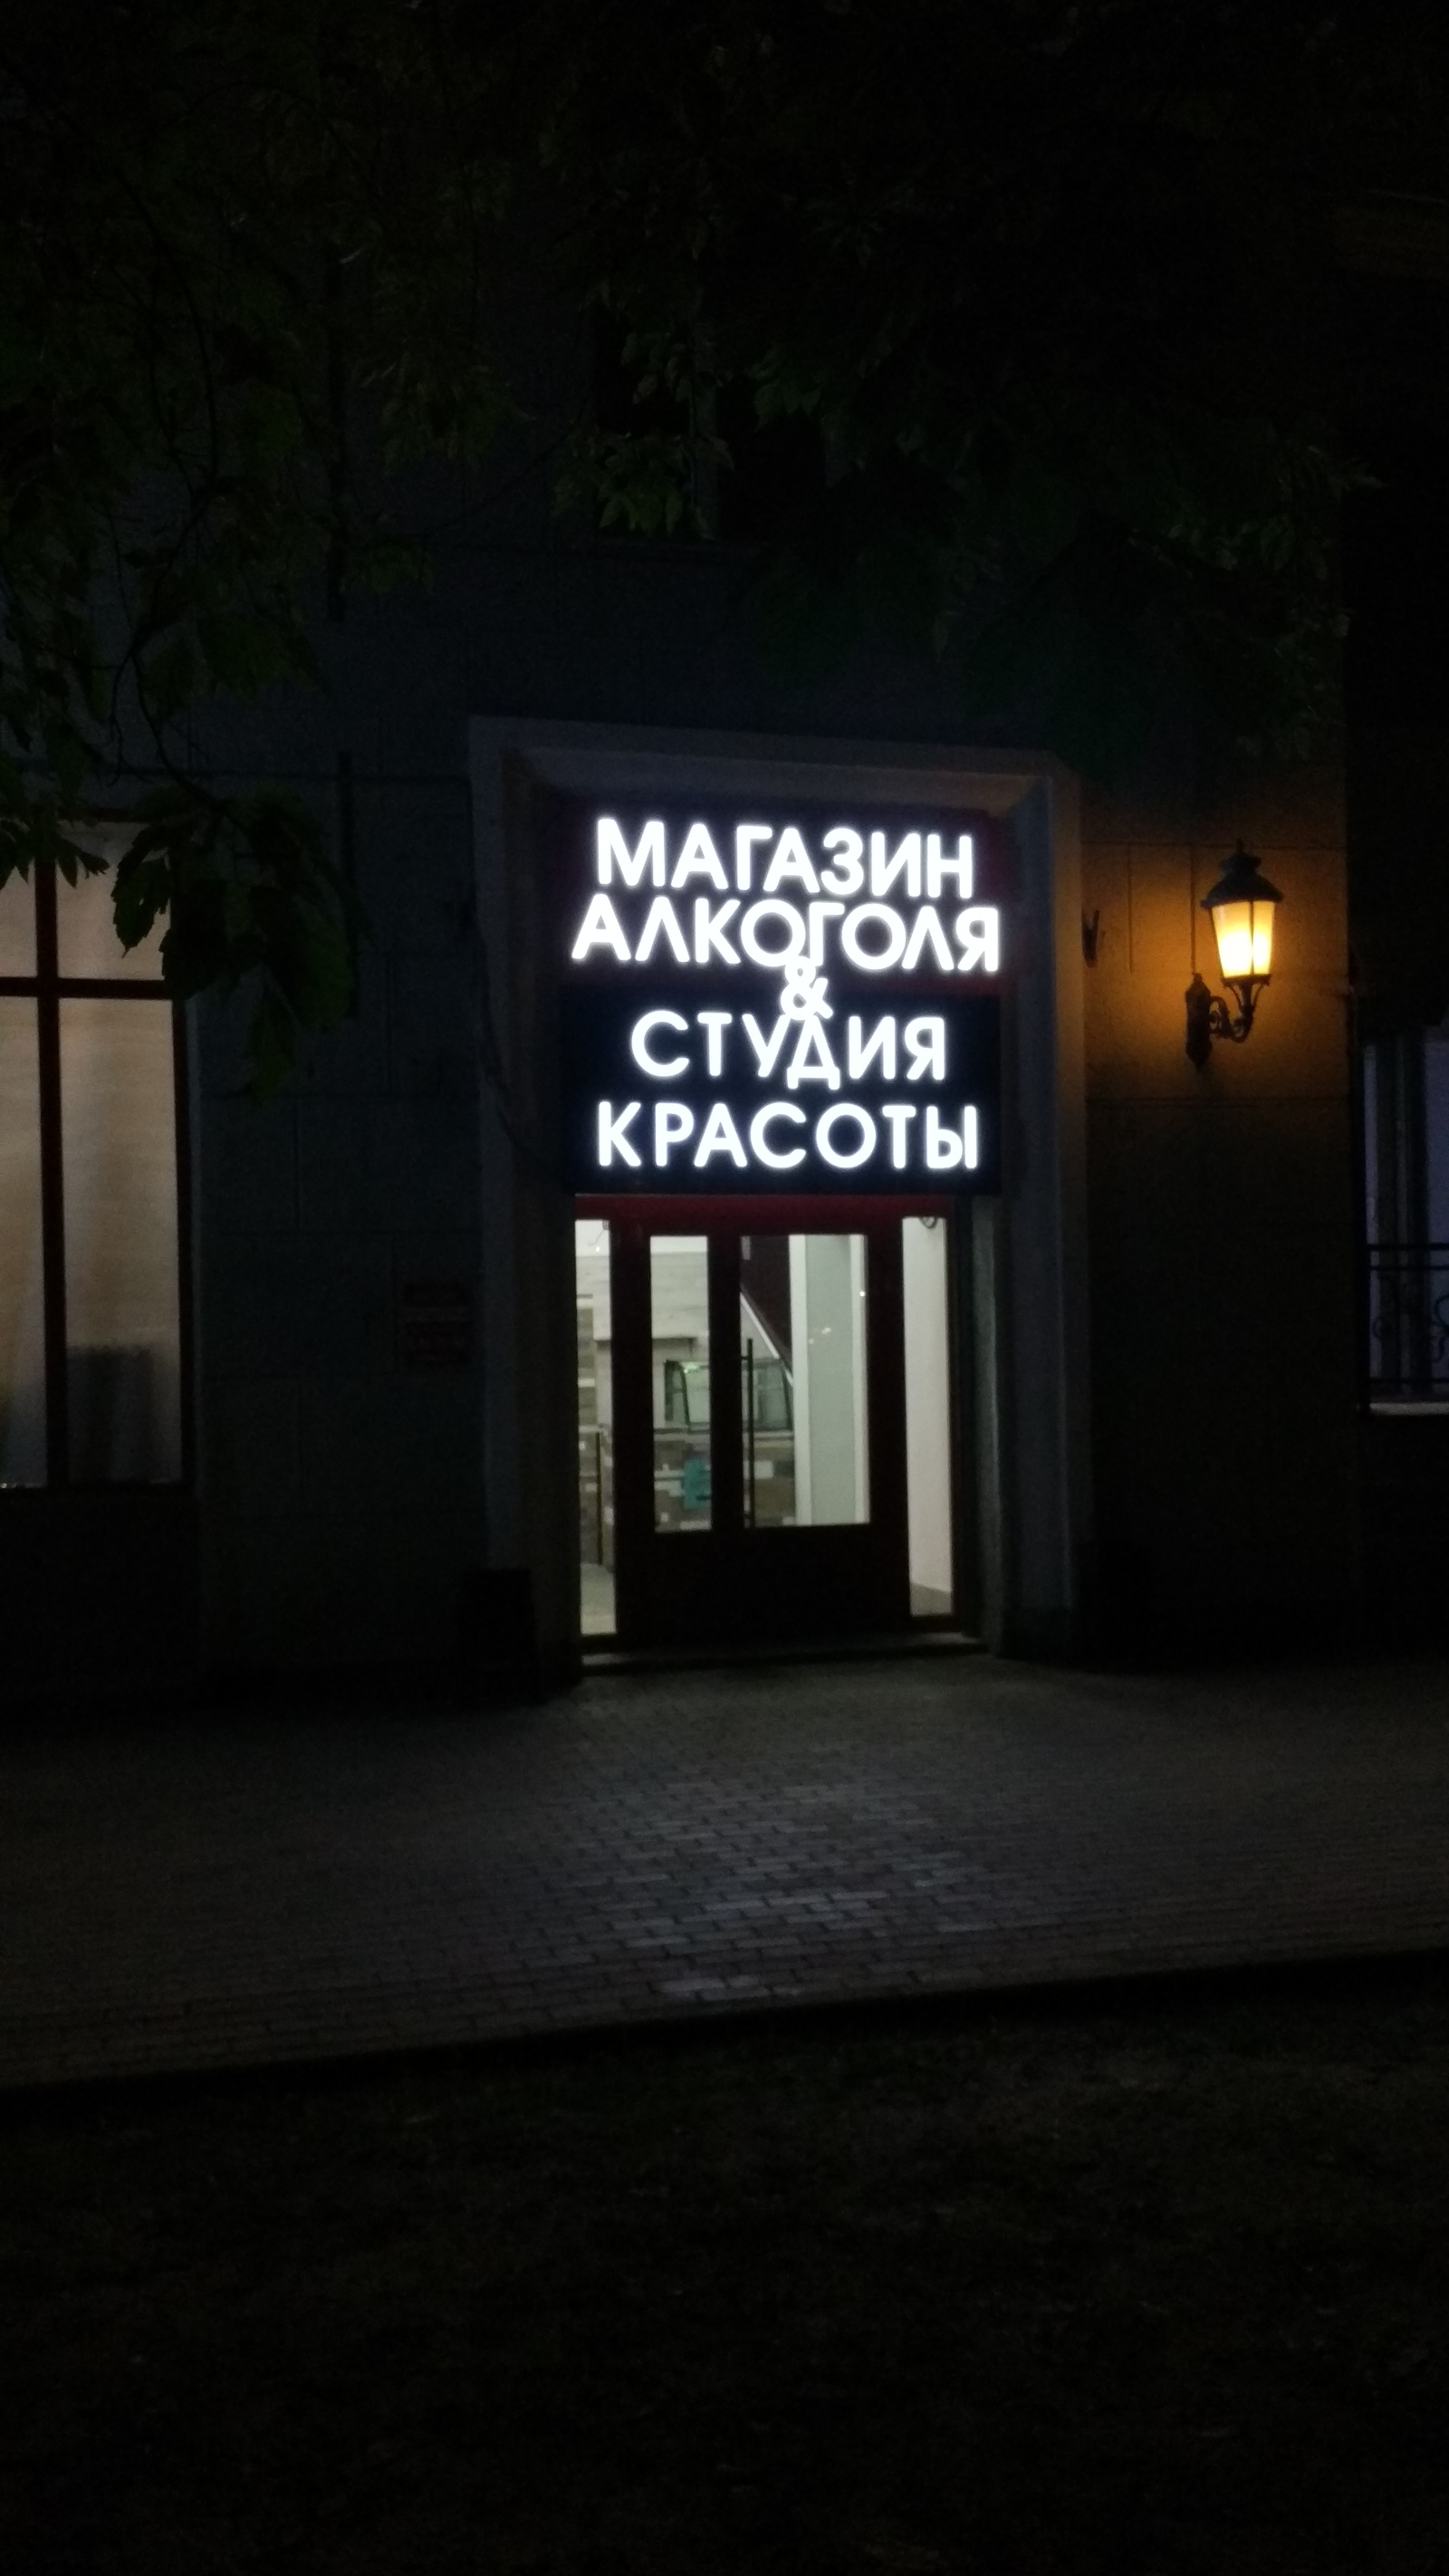 МАГАЗИН
АЛКОГОЛЯ
&
СТУДИЯ
КРАСОТЫ